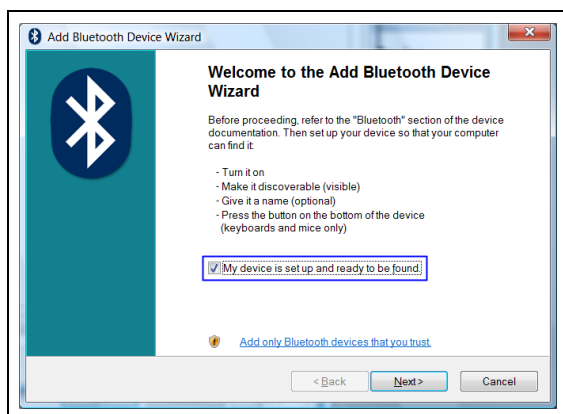 Add Bluetooth Device Wizard
Welcome to the Add Bluetooth Device
Wizard
Before proceeding, refer to the "Bluetooth" section of the device
documentation. Then set up your device so that your computer
can find it:
- Turn it on
- Make it discoverable (visible)
- Give it a name (optional)
- Press the button on the bottom of the device
(keyboards and mice only)
My device is set up and ready to be found.
Add only Bluetooth devices that you trust.
< Back Next > Cancel